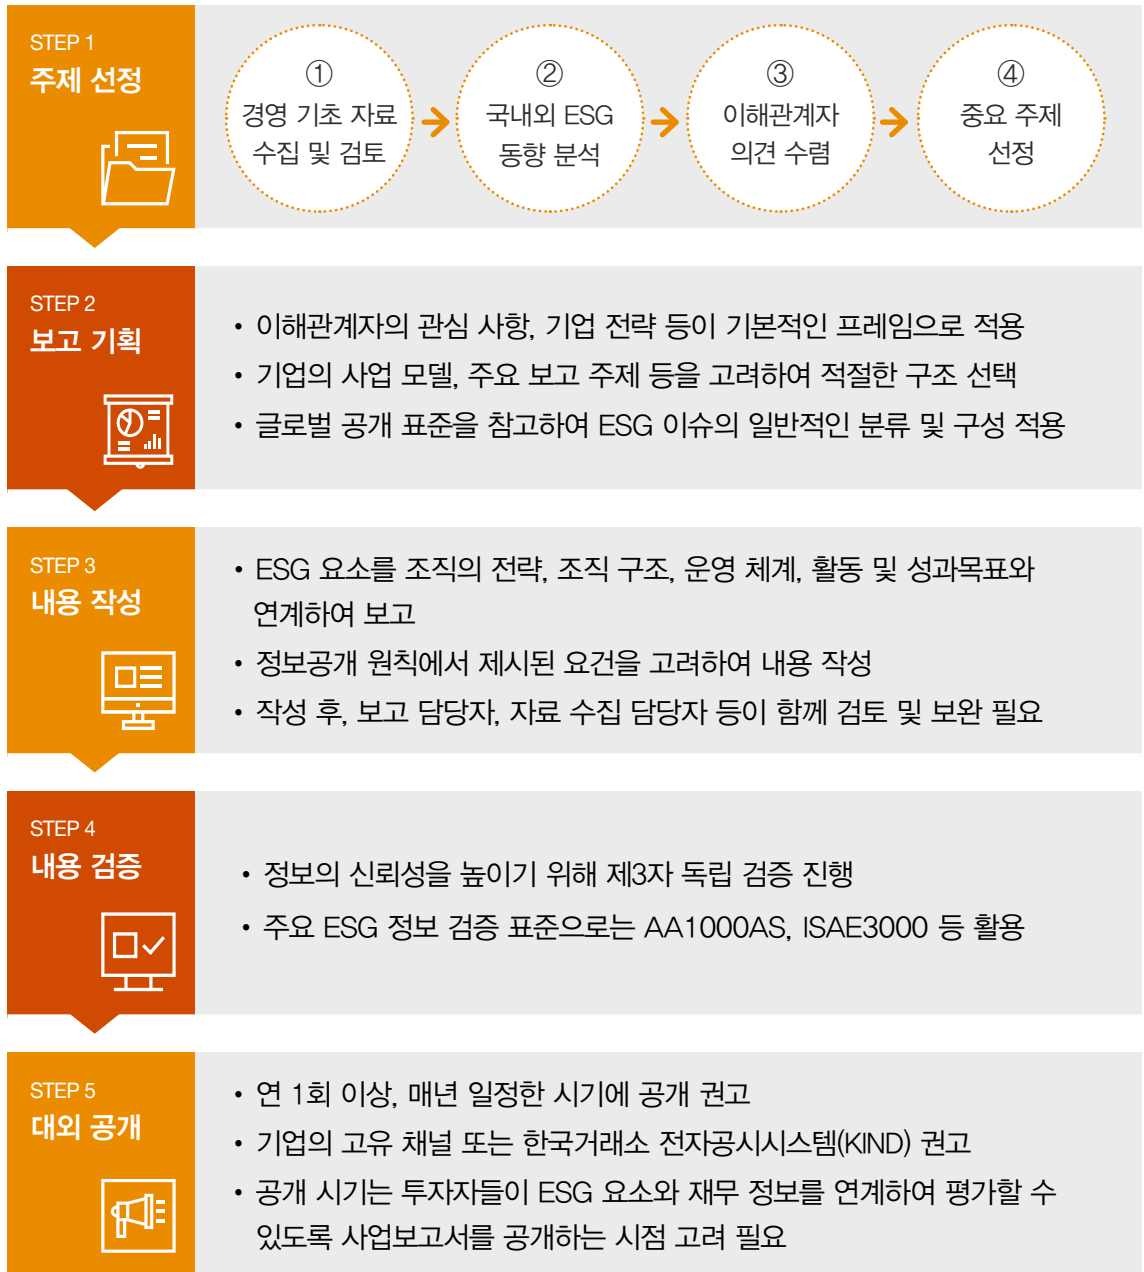 STEP 1
주제 선정
①
경영 기초 자료
수집 및 검토
②
국내외 ESG
동향 분석
③
이해관계자
의견 수렴
④
중요 주제
선정
STEP 2
보고 기획
• 이해관계자의 관심 사항, 기업 전략 등이 기본적인 프레임으로 적용
• 기업의 사업 모델, 주요 보고 주제 등을 고려하여 적절한 구조 선택
• 글로벌 공개 표준을 참고하여 ESG 이슈의 일반적인 분류 및 구성 적용
STEP 3
내용 작성
• ESG 요소를 조직의 전략, 조직 구조, 운영 체계, 활동 및 성과목표와
연계하여 보고
• 정보공개 원칙에서 제시된 요건을 고려하여 내용 작성
• 작성 후, 보고 담당자, 자료 수집 담당자 등이 함께 검토 및 보완 필요
STEP 4
내용 검증
• 정보의 신뢰성을 높이기 위해 제3자 독립 검증 진행
• 주요 ESG 정보 검증 표준으로는 AA1000AS, ISAE3000 등 활용
STEP 5
대외 공개
• 연 1회 이상, 매년 일정한 시기에 공개 권고
• 기업의 고유 채널 또는 한국거래소 전자공시시스템(KIND) 권고
• 공개 시기는 투자자들이 ESG 요소와 재무 정보를 연계하여 평가할 수
있도록 사업보고서를 공개하는 시점 고려 필요